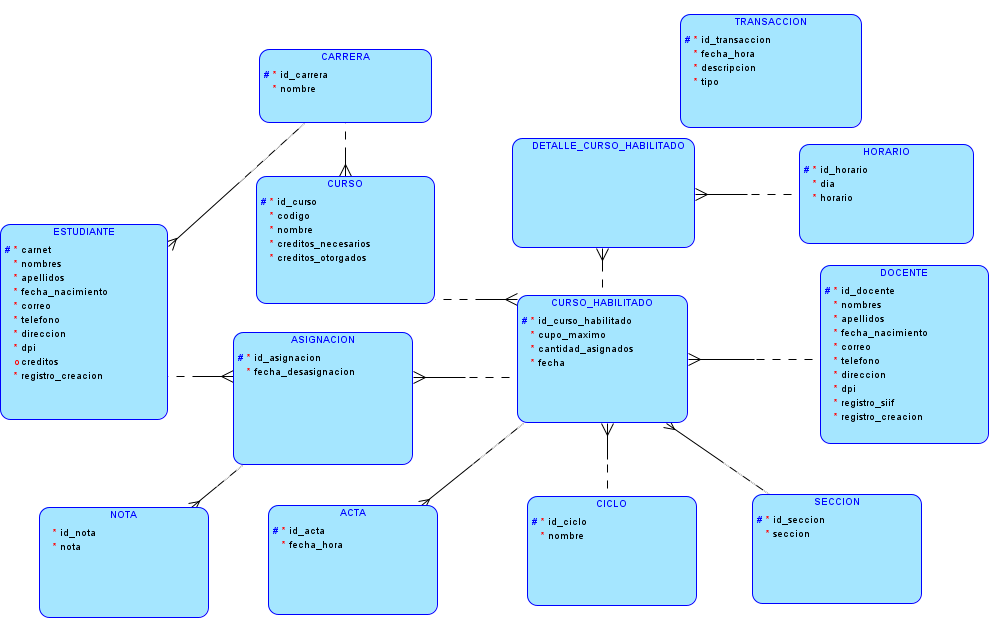 TRANSACCION
# * id_transaccion
* fecha_hora
* descripcion
* tipo
CARRERA
# * id_carrera
* nombre
DETALLE_CURSO_HABILITADO
HORARIO
# * id_horario
* dia
* horario
CURSO
# * id_curso
* codigo
* nombre
* creditos_necesarios
* creditos_otorgados
ESTUDIANTE
# * carnet
* nombres
* apellidos
* fecha_nacimiento
* correo
* telefono
* direccion
* dpi
o creditos
* registro_creacion
DOCENTE
# * id_docente
* nombres
* apellidos
* fecha_nacimiento
* correo
* telefono
* direccion
* dpi
* registro_siif
* registro_creacion
CURSO_HABILITADO
# * id_curso_habilitado
* cupo_maximo
* cantidad_asignados
* fecha
ASIGNACION
# * id_asignacion
* fecha_desasignacion
NOTA
* id_nota
* nota
ACTA
# * id_acta
* fecha_hora
CICLO
# * id_ciclo
* nombre
SECCION
# * id_seccion
* seccion